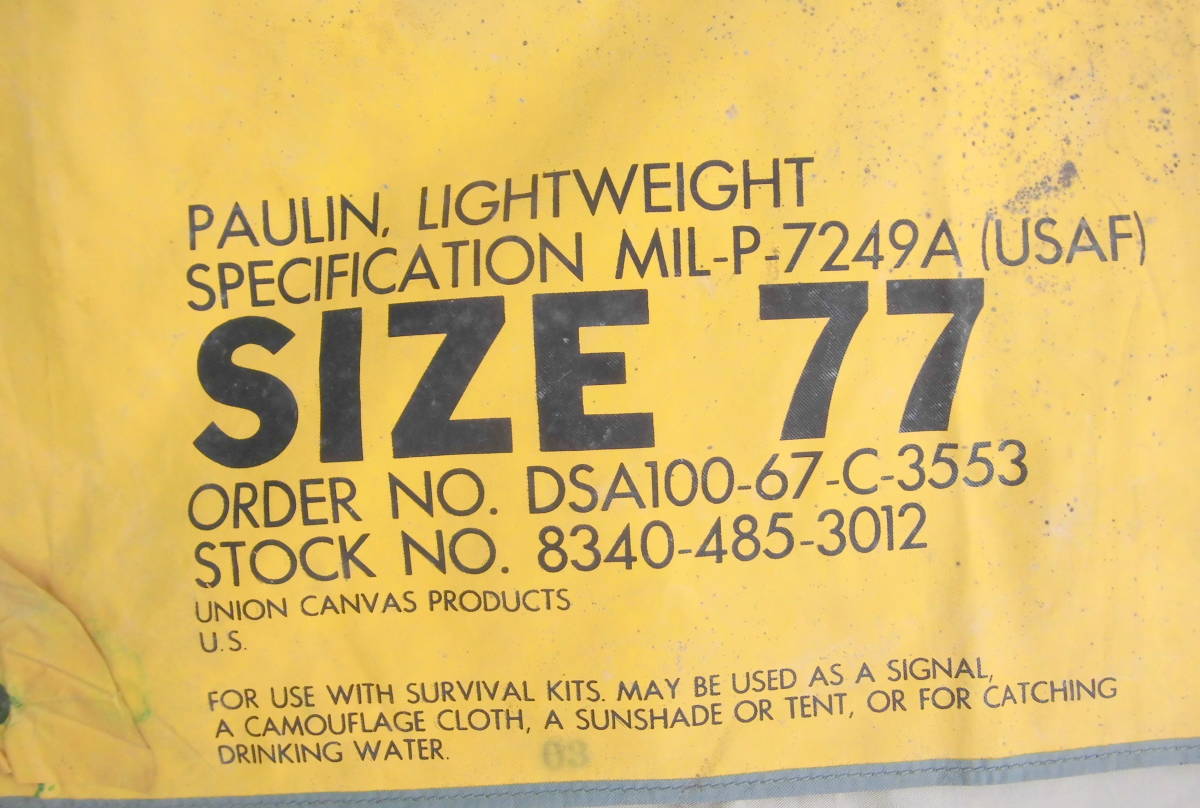 PAULIN, LIGHTWEIGHT
SPECIFICATION MIL-P-7249A (USAF)
SIZE 77
ORDER NO. DSA100-67-C-3553
STOCK NO. 8340-485-3012
UNION CANVAS PRODUCTS
U.S.
FOR USE WITH SURVIVAL KITS. MAY BE USED AS A SIGNAL,
A CAMOUFLAGE CLOTH, A SUNSHADE OR TENT, OR FOR CATCHING
DRINKING WATER.